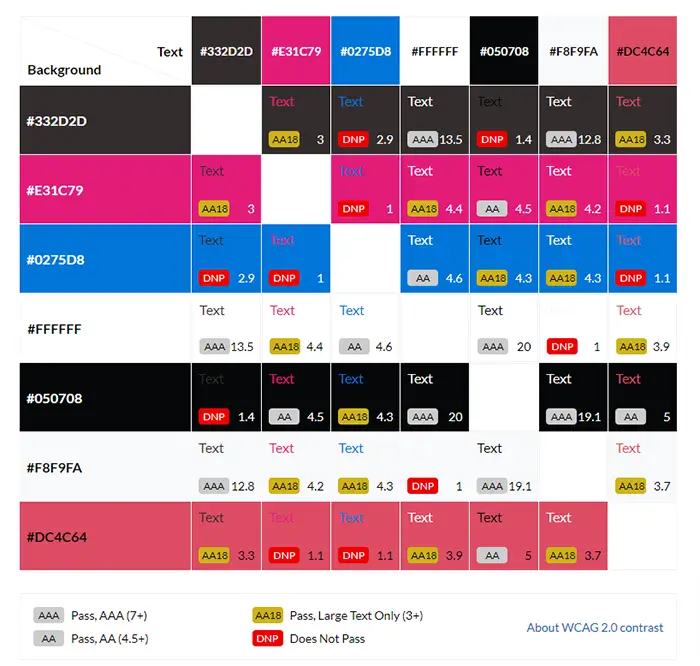 Text
Background
#332D2D #E31C79 #0275D8 #FFFFFF #050708 #F8F9FA #DC4C64
#332D2D
Text Text Text Text Text Text
AA18 3 DNP 2.9 AAA 13.5 DNP 1.4 AAA 12.8 AA18 3.3
#E31C79
Text Text Text Text Text Text
AA18 3 DNP 1 AA18 4.4 AA 4.5 AA18 4.2 DNP 1.1
#0275D8
Text Text Text Text Text Text
DNP 2.9 DNP 1 AA 4.6 AA18 4.3 AA18 4.3 DNP 1.1
#FFFFFF
Text Text Text Text Text
AAA 13.5 AA18 4.4 AA 4.6 AAA 20 DNP 1 AA18 3.9
#050708
Text Text Text Text Text Text
DNP 1.4 AA 4.5 AA18 4.3 AAA 20 AAA 19.1 AA 5
#F8F9FA
Text Text Text Text Text
AAA 12.8 AA18 4.2 AA18 4.3 DNP 1 AAA 19.1 AA18 3.7
#DC4C64
Text Text Text Text Text Text
AA18 3.3 DNP 1.1 DNP 1.1 AA18 3.9 AA 5 AA18 3.7
AAA Pass, AAA (7+) AA18 Pass, Large Text Only (3+)
AA Pass, AA (4.5+) DNP Does Not Pass
About WCAG 2.0 contrast